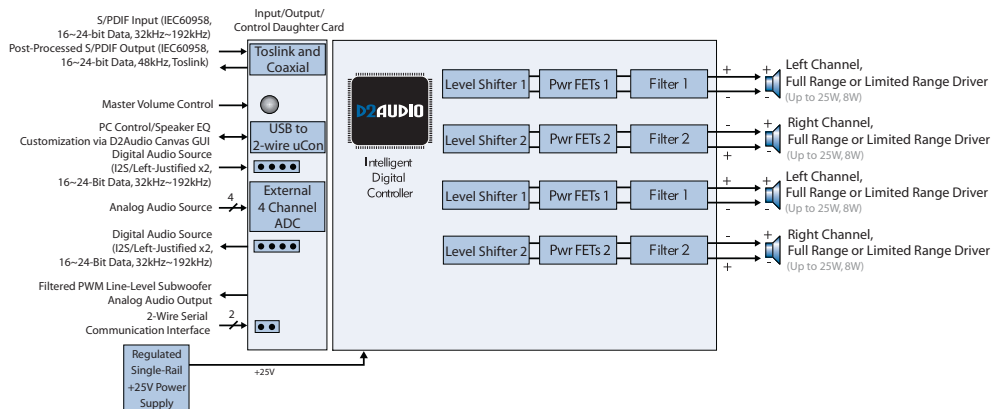 S/PDIF Input (IEC60958,
16~24-bit Data, 32kHz~192kHz)
Post-Processed S/PDIF Output (IEC60958,
16~24-bit Data, 48kHz, Toslink)
Master Volume Control
PC Control/Speaker EQ
Customization via D2Audio Canvas GUI
Digital Audio Source
(I2S/Left-Justified x2,
16~24-Bit Data, 32kHz~192kHz)
Analog Audio Source
4
Digital Audio Source
(I2S/Left-Justified x2,
16~24-Bit Data, 32kHz~192kHz)
Filtered PWM Line-Level Subwoofer
Analog Audio Output
2-Wire Serial
Communication Interface
2
Regulated
Single-Rail
+25V Power
Supply
+25V
Input/Output/
Control Daughter Card
Toslink and
Coaxial
USB to
2-wire uCon
External
4 Channel
ADC
D2AUDIO
Intelligent
Digital
Controller
Level Shifter 1
Pwr FETs 1
Filter 1
+
-
+
-
Left Channel,
Full Range or Limited Range Driver
(Up to 25W, 8W)
Level Shifter 2
Pwr FETs 2
Filter 2
-
+
+
-
Right Channel,
Full Range or Limited Range Driver
(Up to 25W, 8W)
Level Shifter 1
Pwr FETs 1
Filter 1
+
-
+
-
Left Channel,
Full Range or Limited Range Driver
(Up to 25W, 8W)
Level Shifter 2
Pwr FETs 2
Filter 2
-
+
+
-
Right Channel,
Full Range or Limited Range Driver
(Up to 25W, 8W)